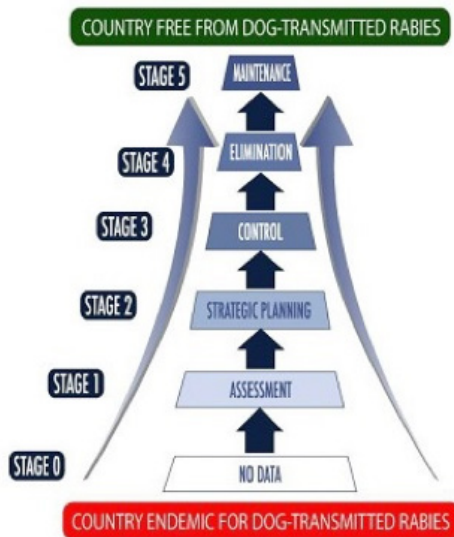 COUNTRY FREE FROM DOG-TRANSMITTED RABIES
STAGE 5
MAINTENANCE
STAGE 4
ELIMINATION
STAGE 3
CONTROL
STAGE 2
STRATEGIC PLANNING
STAGE 1
ASSESSMENT
STAGE 0
NO DATA
COUNTRY ENDEMIC FOR DOG-TRANSMITTED RABIES